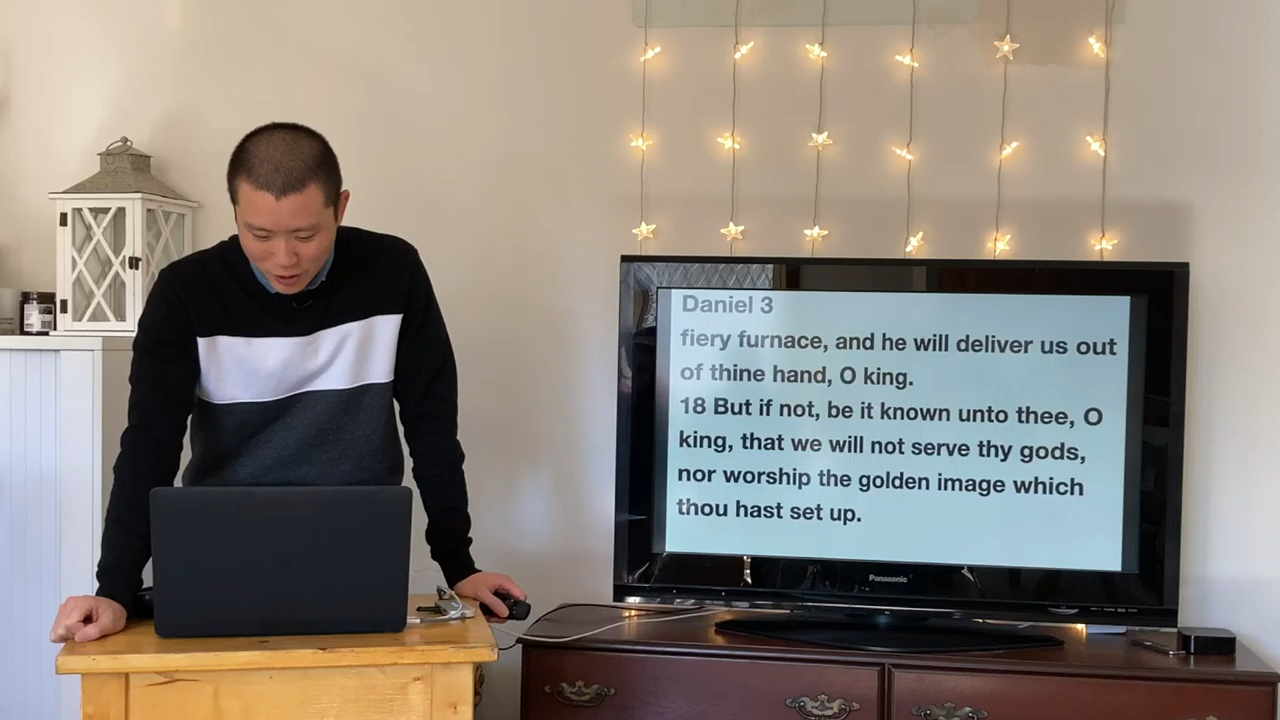 Daniel 3
fiery furnace, and he will deliver us out
of thine hand, O king.
18 But if not, be it known unto thee, O
king, that we will not serve thy gods,
nor worship the golden image which
thou hast set up.
Panasonic